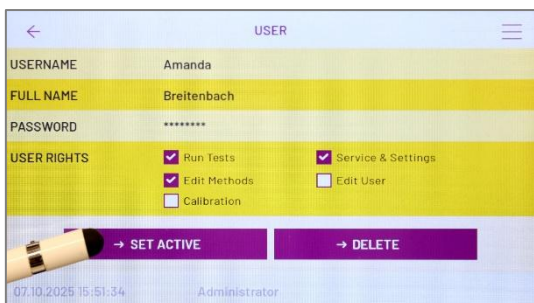 USER
USERNAME Amanda
FULL NAME Breitenbach
PASSWORD ********
USER RIGHTS Run Tests Service & Settings
Edit Methods Edit User
Calibration
→ SET ACTIVE → DELETE
07.10.2025 15:51:34 Administrator